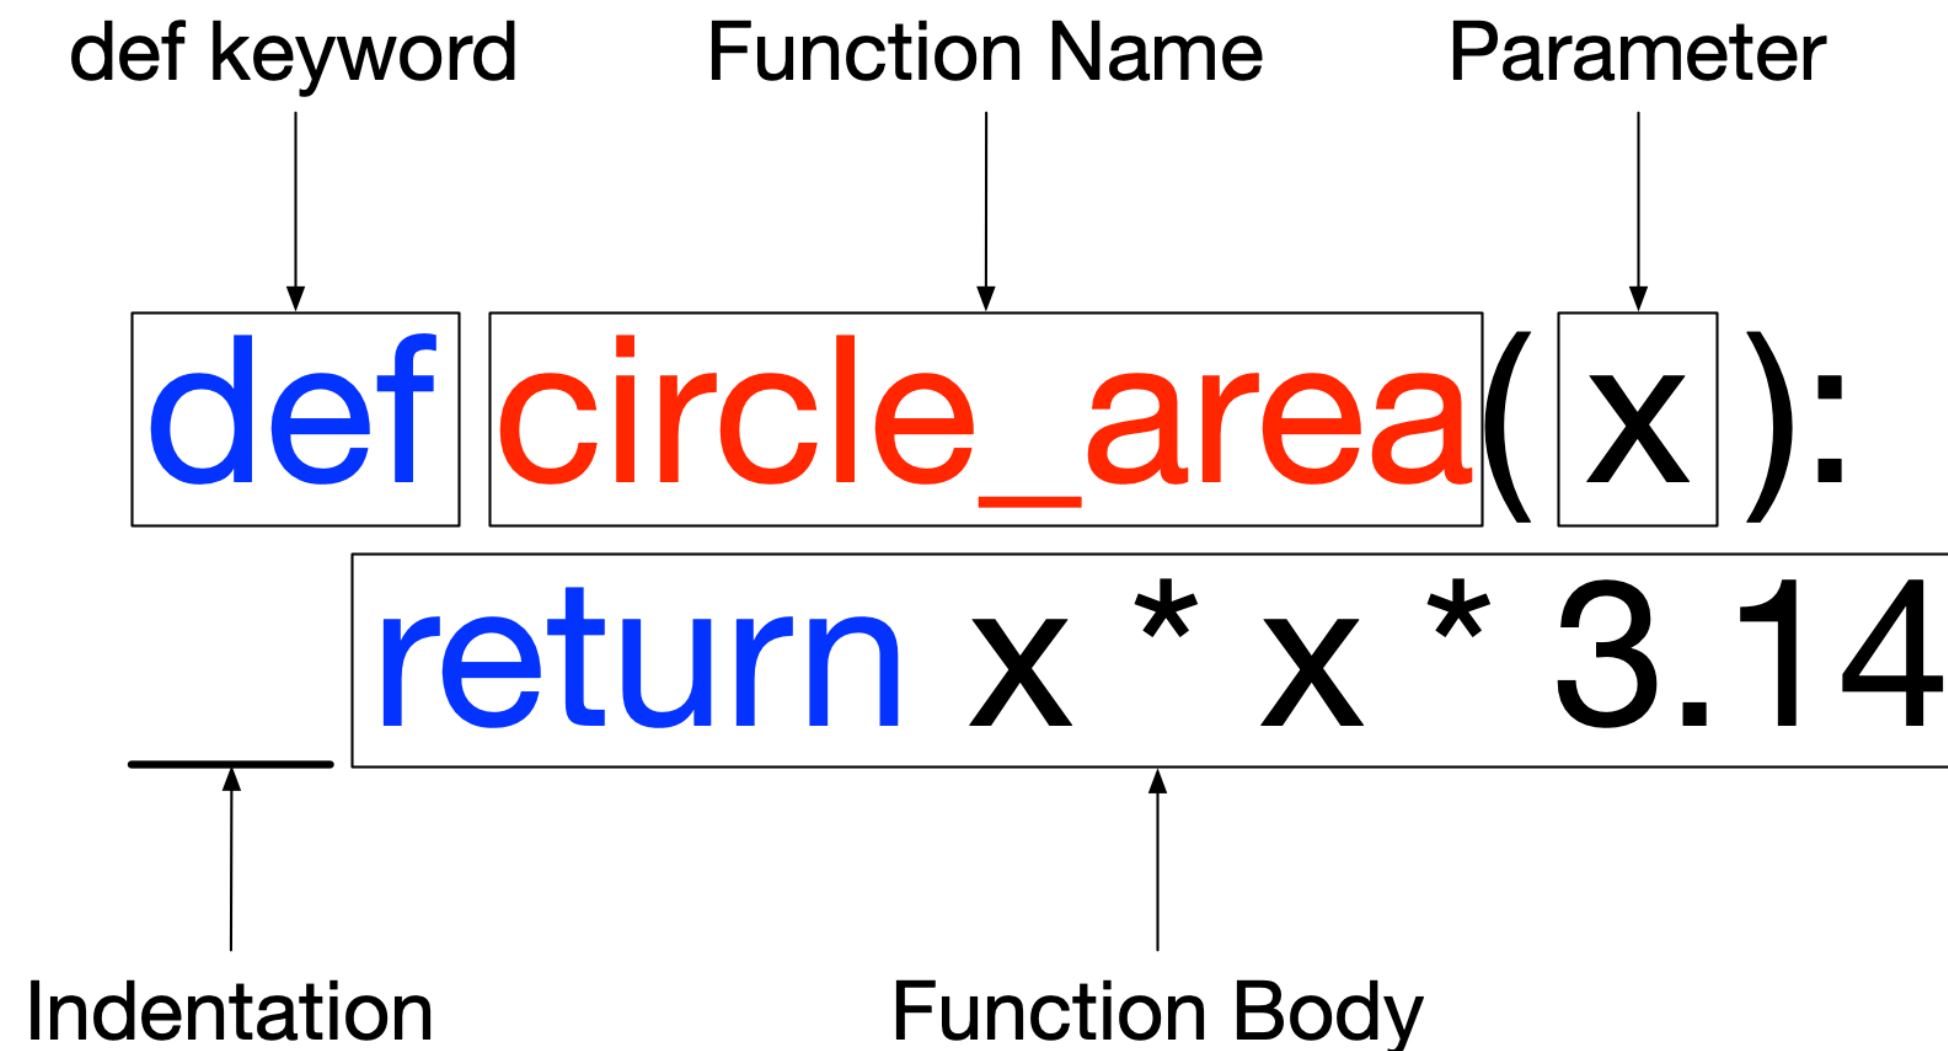 def keyword Function Name Parameter
def circle_area( x ):
return x * x * 3.14
Indentation Function Body